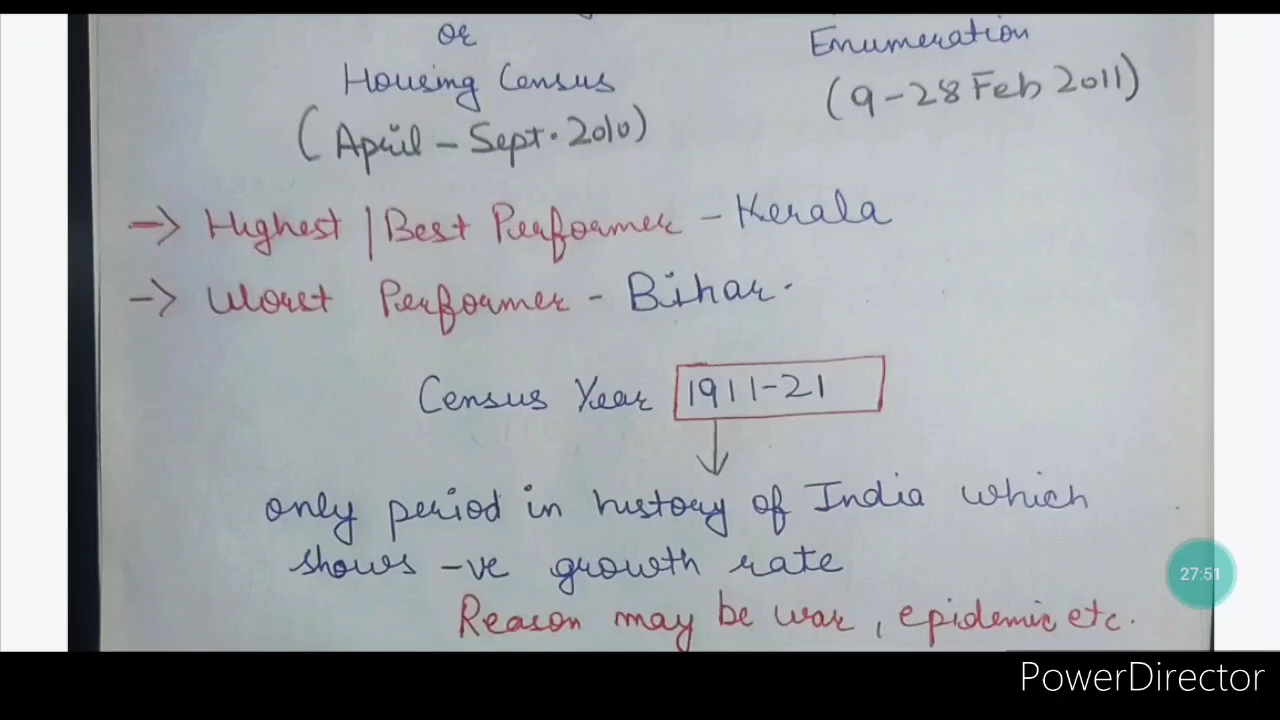 or
Enumeration
Housing Census
(9-28 Feb 2011)
(April - Sept. 2010)
-> Highest | Best Performer - Kerala
-> Worst Performer - Bihar.
Census Year 1911-21
only period in history of India which
shows -ve growth rate
27:51
Reason may be war, epidemic etc.
PowerDirector